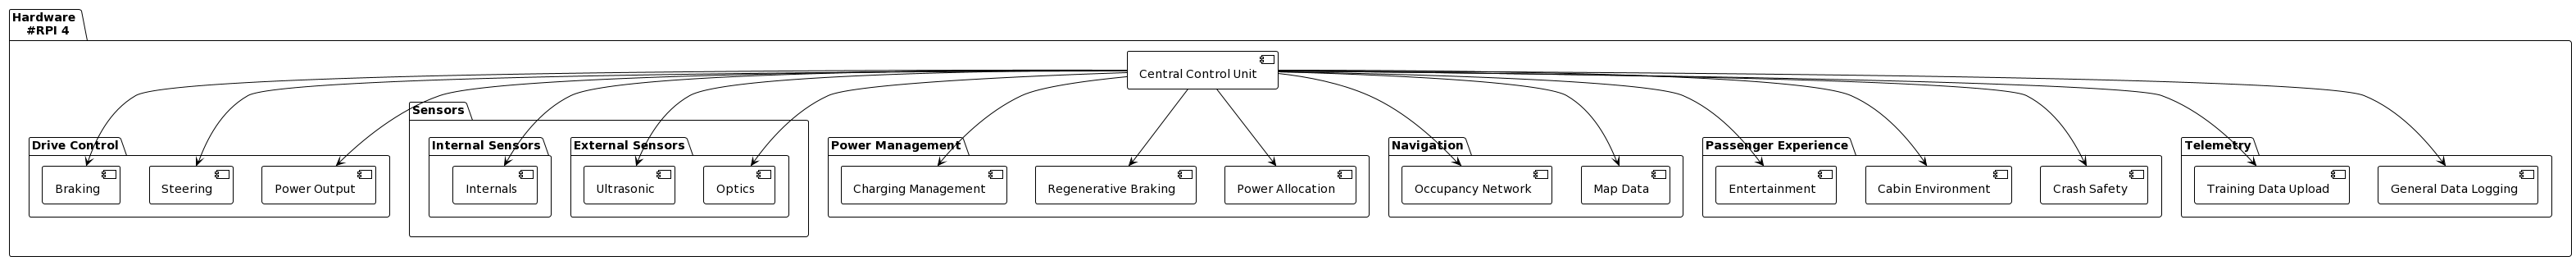 Hardware
#RPI 4
Central Control Unit
Sensors
Drive Control
Internal Sensors
External Sensors
Power Management
Navigation
Passenger Experience
Telemetry
Braking
Steering
Power Output
Internals
Ultrasonic
Optics
Charging Management
Regenerative Braking
Power Allocation
Occupancy Network
Map Data
Entertainment
Cabin Environment
Crash Safety
Training Data Upload
General Data Logging